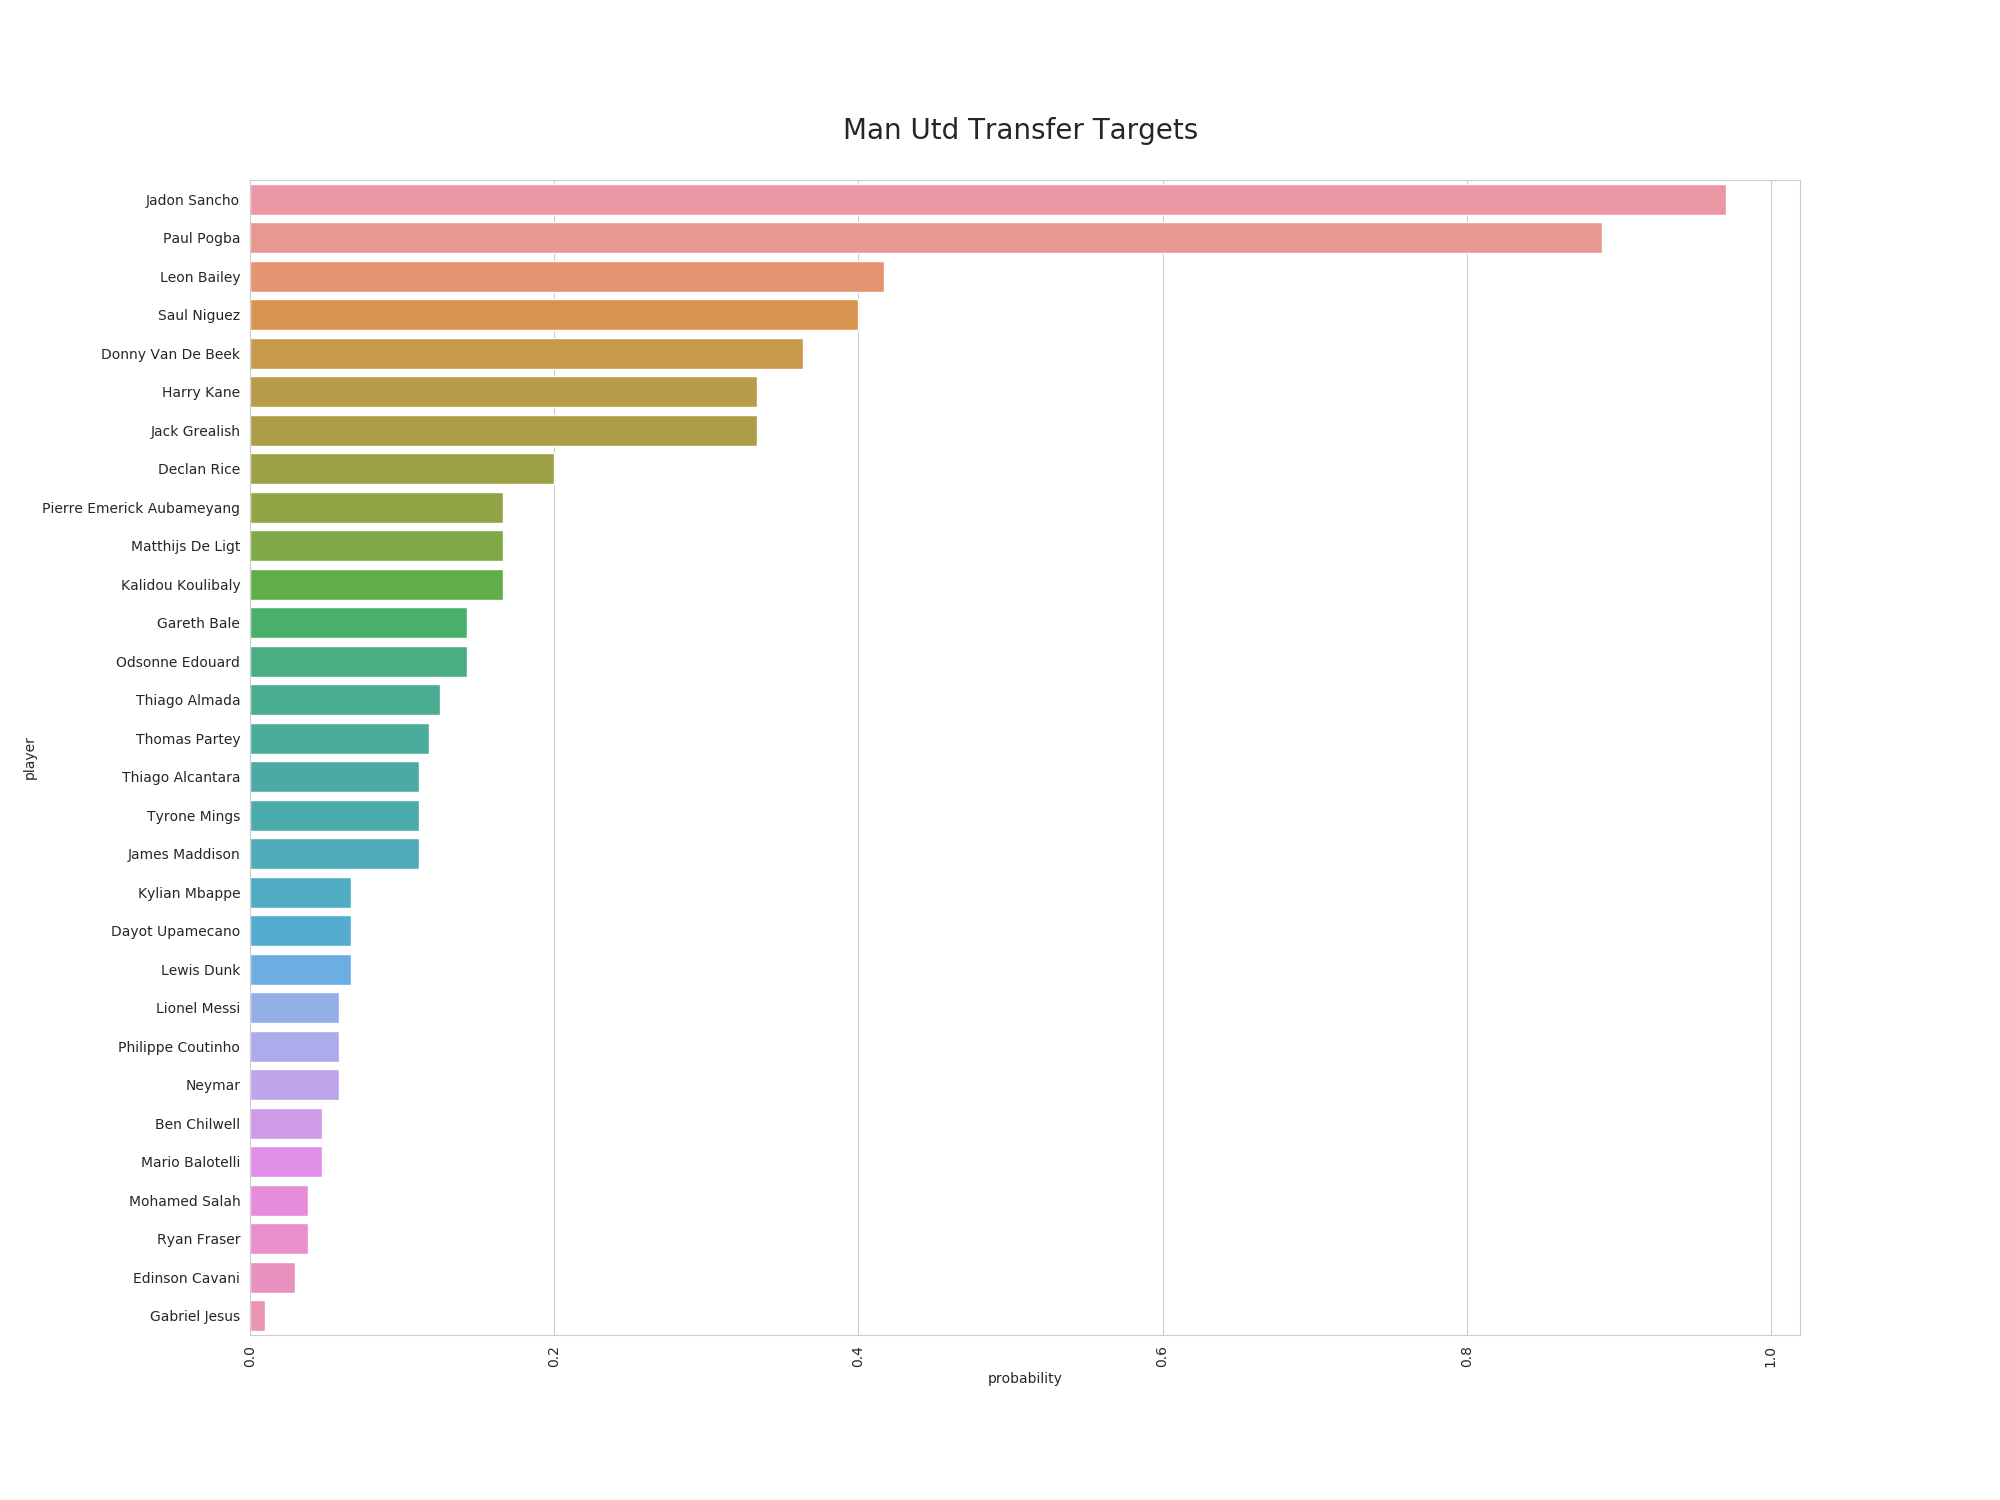 Man Utd Transfer Targets
Jadon Sancho
Paul Pogba
Leon Bailey
Saul Niguez
Donny Van De Beek
Harry Kane
Jack Grealish
Declan Rice
Pierre Emerick Aubameyang
Matthijs De Ligt
Kalidou Koulibaly
Gareth Bale
Odsonne Edouard
Thiago Almada
Thomas Partey
Thiago Alcantara
Tyrone Mings
James Maddison
Kylian Mbappe
Dayot Upamecano
Lewis Dunk
Lionel Messi
Philippe Coutinho
Neymar
Ben Chilwell
Mario Balotelli
Mohamed Salah
Ryan Fraser
Edinson Cavani
Gabriel Jesus
player
0.0
0.2
0.4
0.6
0.8
1.0
probability